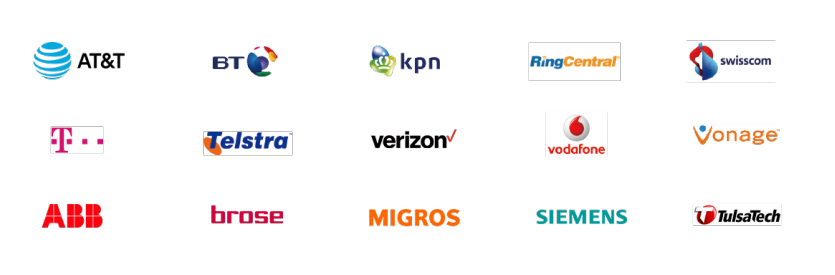 AT&T
BT
kpn
RingCentral
swisscom
T
Telstra
verizon
vodafone
Vonage
ABB
brose
MIGROS
SIEMENS
TulsaTech